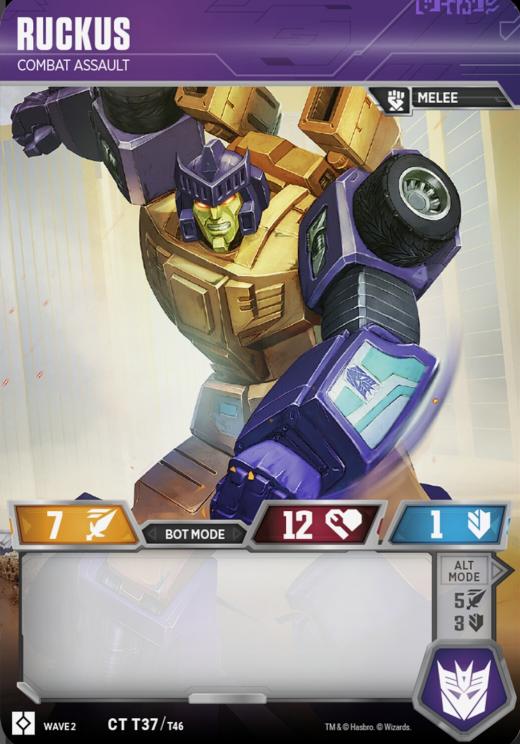 RUCKUS
COMBAT ASSAULT
MELEE
7
BOT MODE
12
1
ALT
MODE
5
3
WAVE 2
CT T37/T46
TM & © Hasbro. © Wizards.